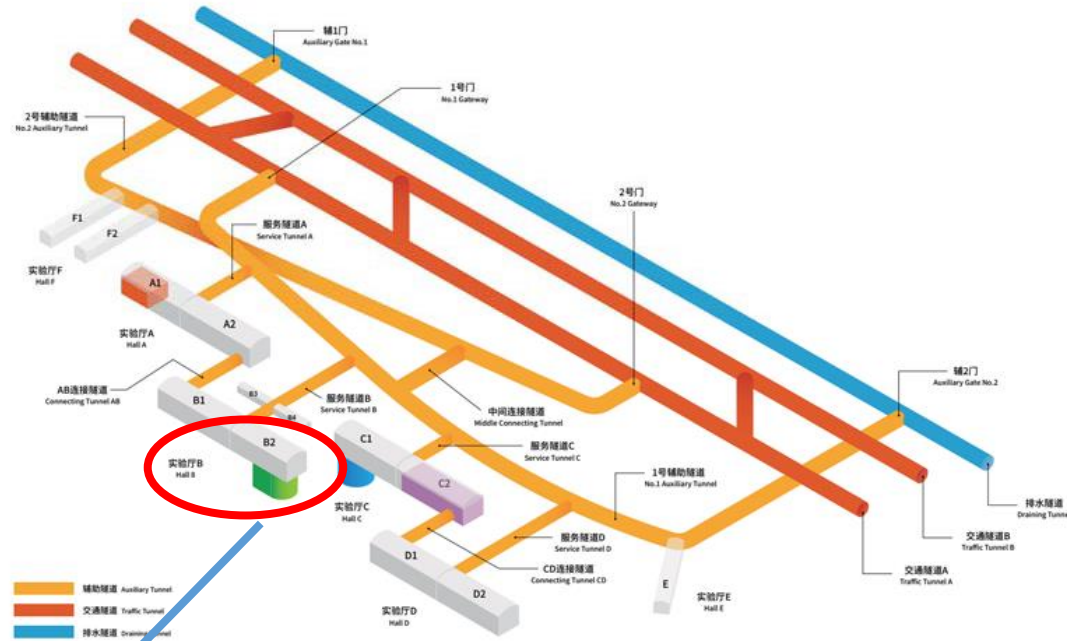 辅1门
Auxiliary Gate No.1
1号门
No.1 Gateway
2号辅助隧道
No.2 Auxiliary Tunnel
2号门
No.2 Gateway
F1
F2
服务隧道A
Service Tunnel A
实验厅F
Hall F
A1
A2
实验厅A
Hall A
AB连接隧道
Connecting Tunnel AB
B1
B3
B4
服务隧道B
Service Tunnel B
中间连接隧道
Middle Connecting Tunnel
辅2门
Auxiliary Gate No.2
B2
实验厅B
Hall B
C1
服务隧道C
Service Tunnel C
C2
1号辅助隧道
No.1 Auxiliary Tunnel
实验厅C
Hall C
排水隧道
Draining Tunne
服务隧道D
Service Tunnel D
交通隧道B
Traffic Tunnel B
D1
CD连接隧道
Connecting Tunnel CD
交通隧道A
Traffic Tunnel A
E
D2
实验厅E
Hall E
实验厅D
Hall D
辅助隧道 Auxiliary Tunnel
交通隧道 Traffic Tunnel
排水隧道 Draining Tunnel